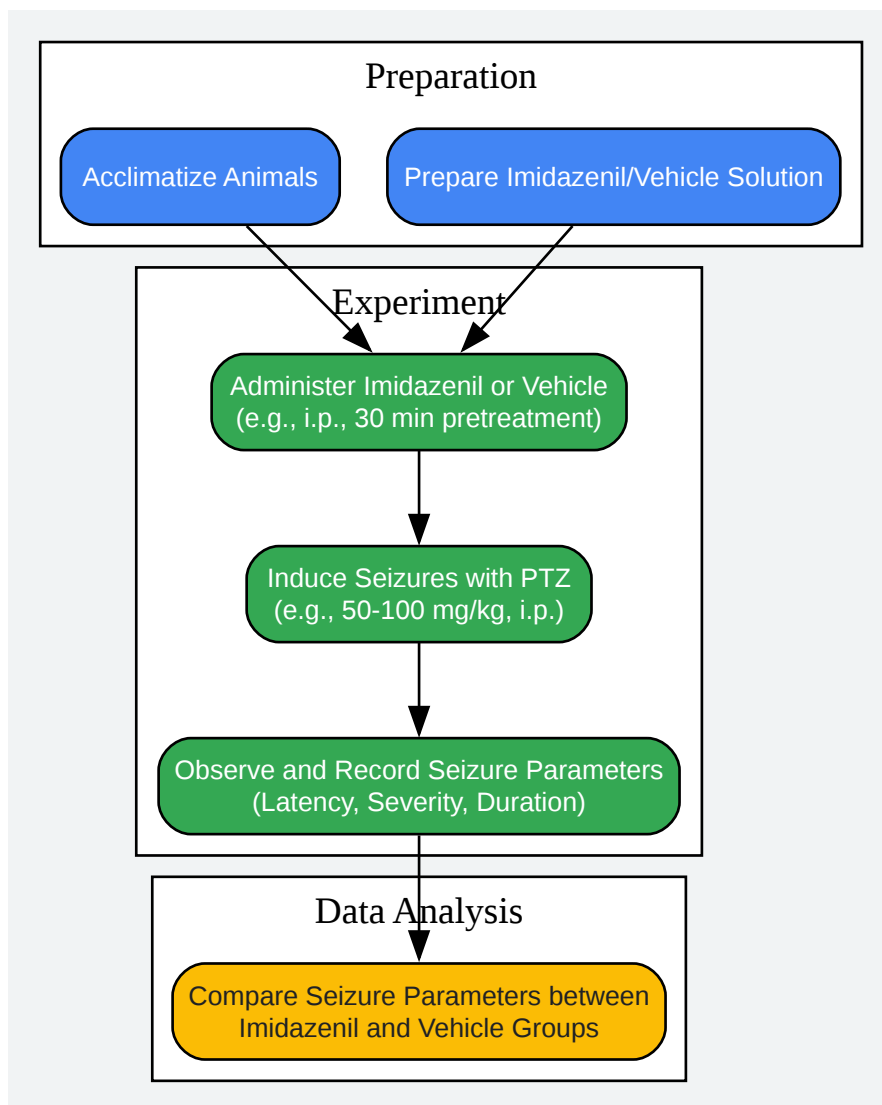 Preparation
Acclimatize Animals
Prepare Imidazenil/Vehicle Solution
Experiment
Administer Imidazenil or Vehicle
(e.g., i.p., 30 min pretreatment)
Induce Seizures with PTZ
(e.g., 50-100 mg/kg, i.p.)
Observe and Record Seizure Parameters
(Latency, Severity, Duration)
Data Analysis
Compare Seizure Parameters between
Imidazenil and Vehicle Groups